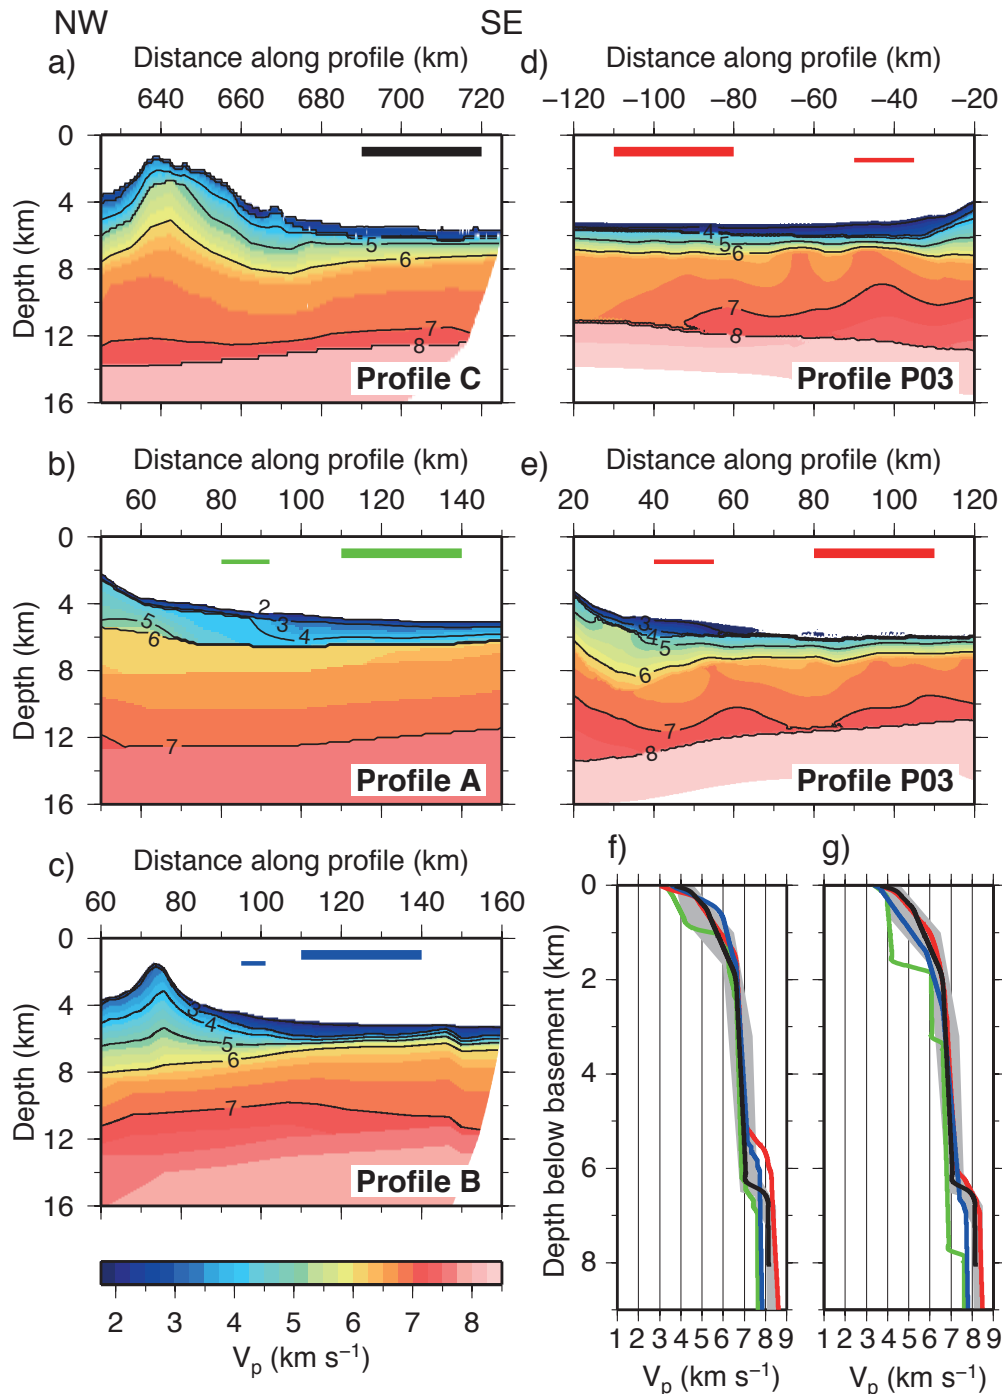 NW
SE
a)
Distance along profile (km)
640 660 680 700 720
0
4
8
12
16
Depth (km)
5
6
7
8
Profile C
d)
Distance along profile (km)
−120 −100 −80 −60 −40 −20
4
5
6
7
8
Profile P03
b)
Distance along profile (km)
60 80 100 120 140
0
4
8
12
16
Depth (km)
2
3
4
5
6
7
Profile A
e)
Distance along profile (km)
20 40 60 80 100 120
3
4
5
6
7
8
Profile P03
c)
Distance along profile (km)
60 80 100 120 140 160
0
4
8
12
16
Depth (km)
3
4
5
6
7
Profile B
2 3 4 5 6 7 8
Vp (km s−1)
f)
0
2
4
6
8
Depth below basement (km)
1 2 3 4 5 6 7 8 9
Vp (km s−1)
g)
1 2 3 4 5 6 7 8 9
Vp (km s−1)